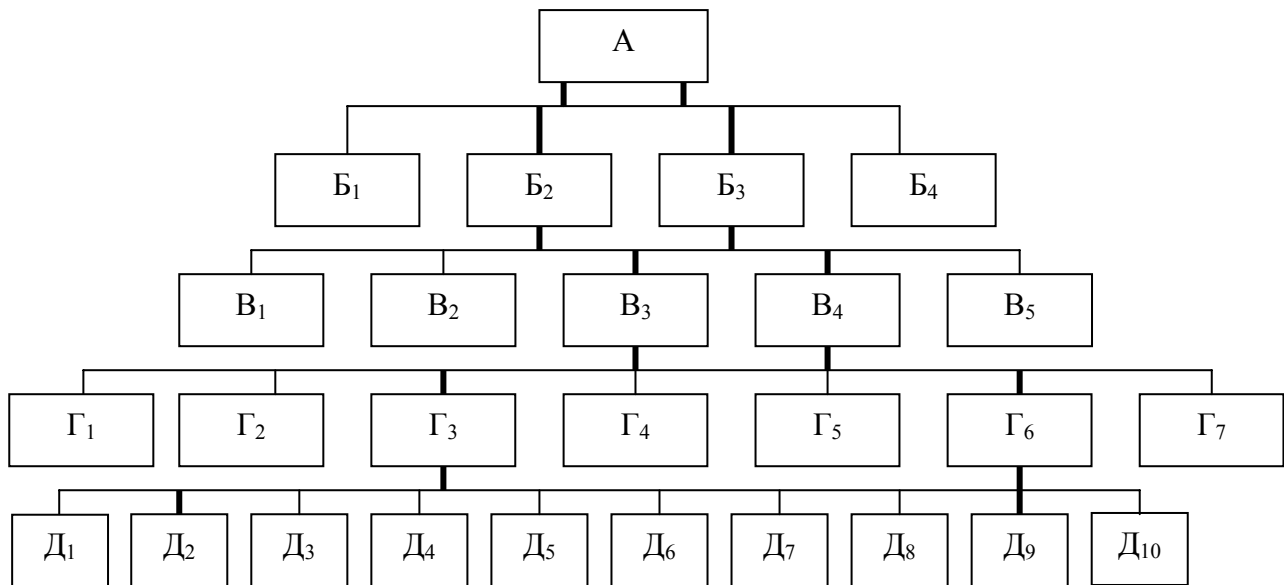 А
Б₁ Б₂ Б₃ Б₄
В₁ В₂ В₃ В₄ В₅
Г₁ Г₂ Г₃ Г₄ Г₅ Г₆ Г₇
Д₁ Д₂ Д₃ Д₄ Д₅ Д₆ Д₇ Д₈ Д₉ Д₁₀